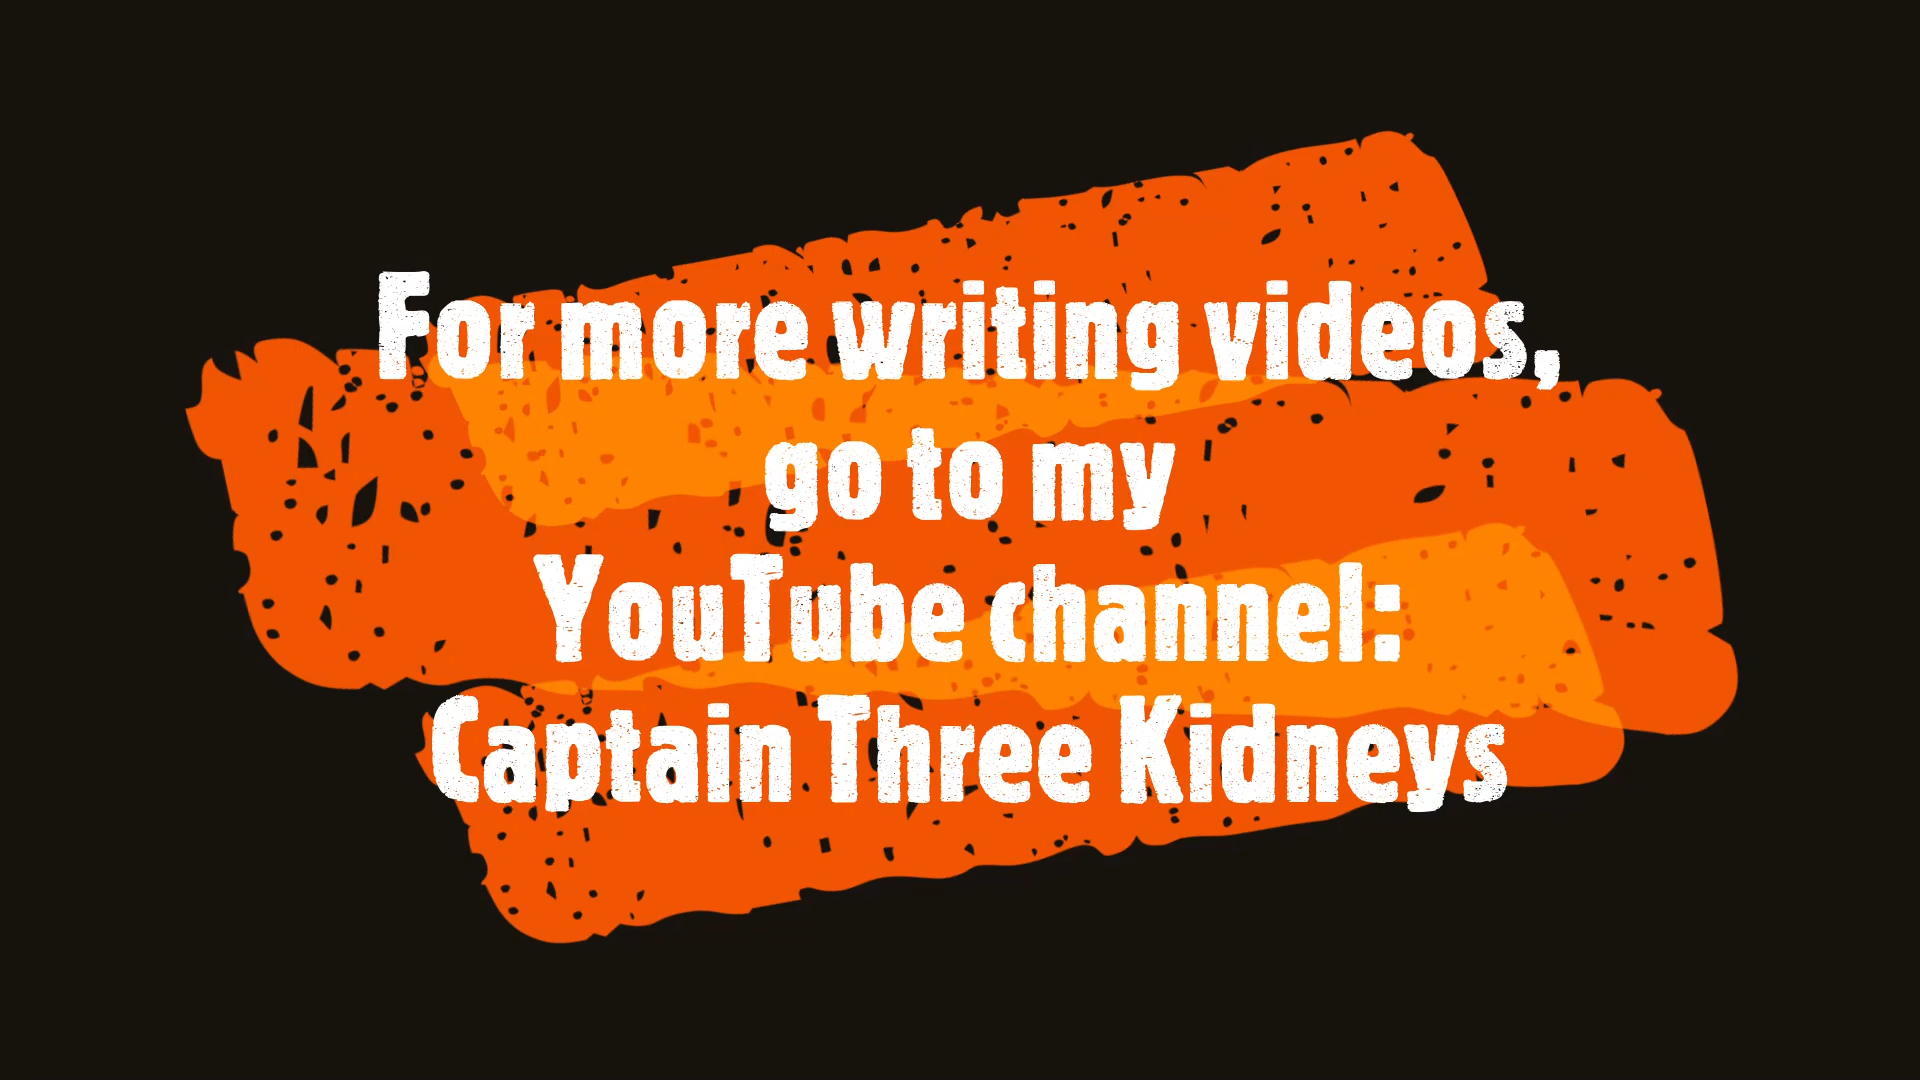 For more writing videos,
go to my
YouTube channel:
Captain Three Kidneys